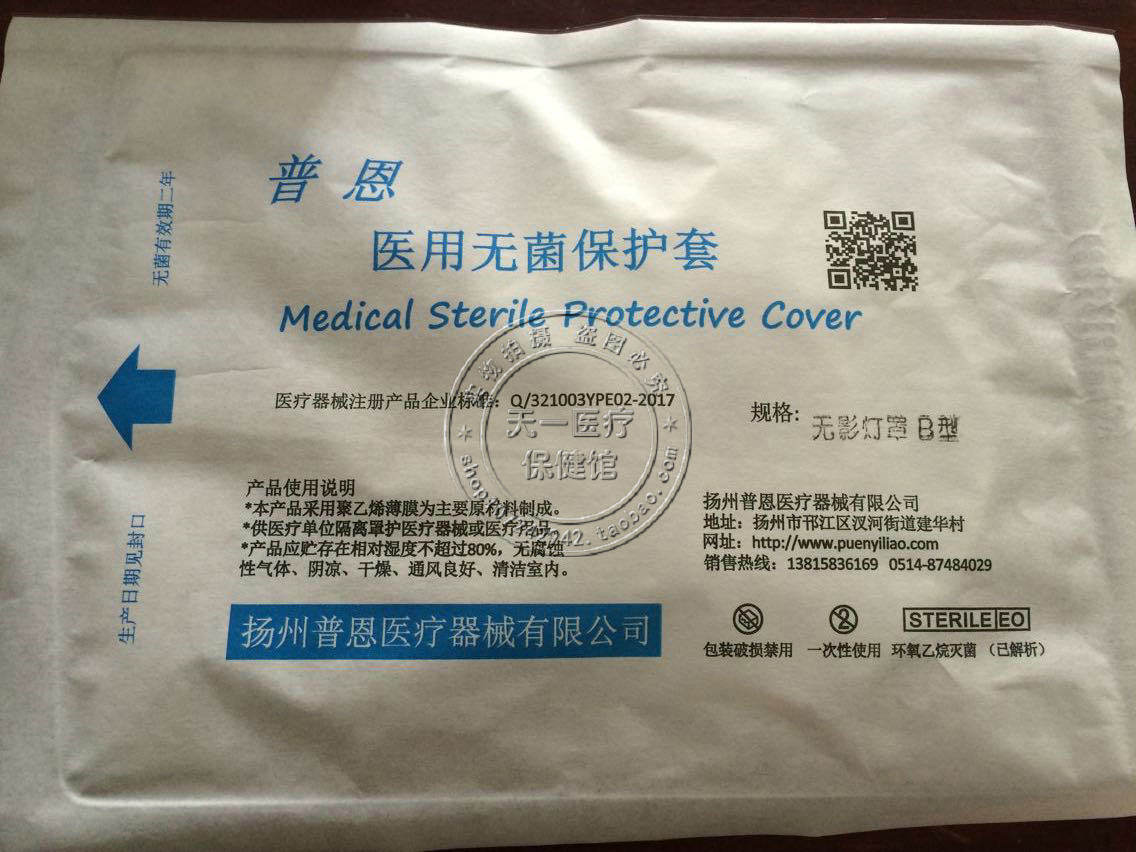 普恩
医用无菌保护套
Medical Sterile Protective Cover
无菌有效期二年
生产日期见封口
医疗器械注册产品企业标准: Q/321003YPE02-2017
规格: 无影灯罩 B型
产品使用说明
*本产品采用聚乙烯薄膜为主要原材料制成。
*供医疗单位隔离罩护医疗器械或医疗用品。
*产品应贮存在相对湿度不超过80%,无腐蚀
性气体、阴凉、干燥、通风良好、清洁室内。
扬州普恩医疗器械有限公司
扬州普恩医疗器械有限公司
地址: 扬州市邗江区汊河街道建华村
网址: http://www.puenyiliao.com
销售热线: 13815836169 0514-87484029
STERILE EO
包装破损禁用 一次性使用 环氧乙烷灭菌 (已解析)
实物拍摄 盗图必究
天一医疗
保健馆